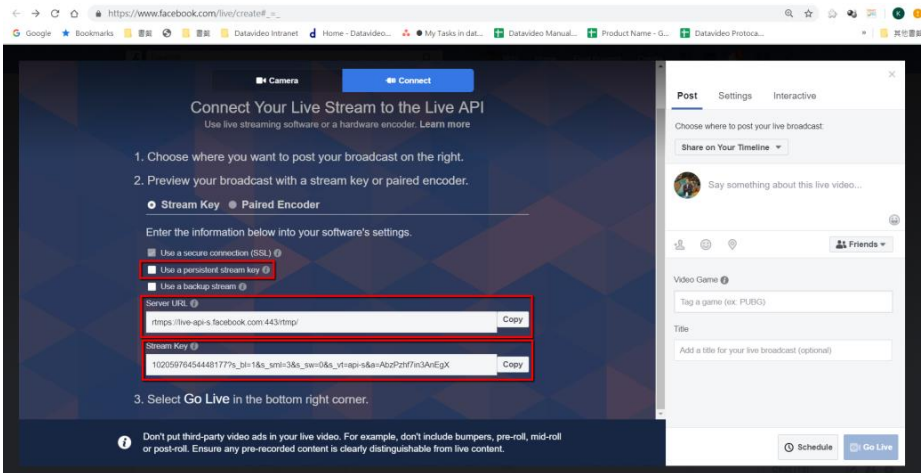 https://www.facebook.com/live/create#_=_
Google Bookmarks 書籤 書籤 Datavideo Intranet Home - Datavideo... My Tasks in dat... Datavideo Manual... Product Name - G... Datavideo Protoca... » 其他書籤
Camera Connect
Connect Your Live Stream to the Live API
Use live streaming software or a hardware encoder. Learn more
1. Choose where you want to post your broadcast on the right.
2. Preview your broadcast with a stream key or paired encoder.
Stream Key Paired Encoder
Enter the information below into your software's settings.
Use a secure connection (SSL)
Use a persistent stream key
Use a backup stream
Server URL
rtmps://live-api-s.facebook.com:443/rtmp/
Copy
Stream Key
102059764544448177?s_bl=1&s_sml=3&s_sw=0&s_vt=api-s&a=AbzPzhf7in3AnEgX
Copy
3. Select Go Live in the bottom right corner.
Don't put third-party video ads in your live video. For example, don't include bumpers, pre-roll, mid-roll
or post-roll. Ensure any pre-recorded content is clearly distinguishable from live content.
Post Settings Interactive
Choose where to post your live broadcast:
Share on Your Timeline
Say something about this live video...
Friends
Video Game
Tag a game (ex: PUBG)
Title
Add a title for your live broadcast (optional)
Schedule Go Live